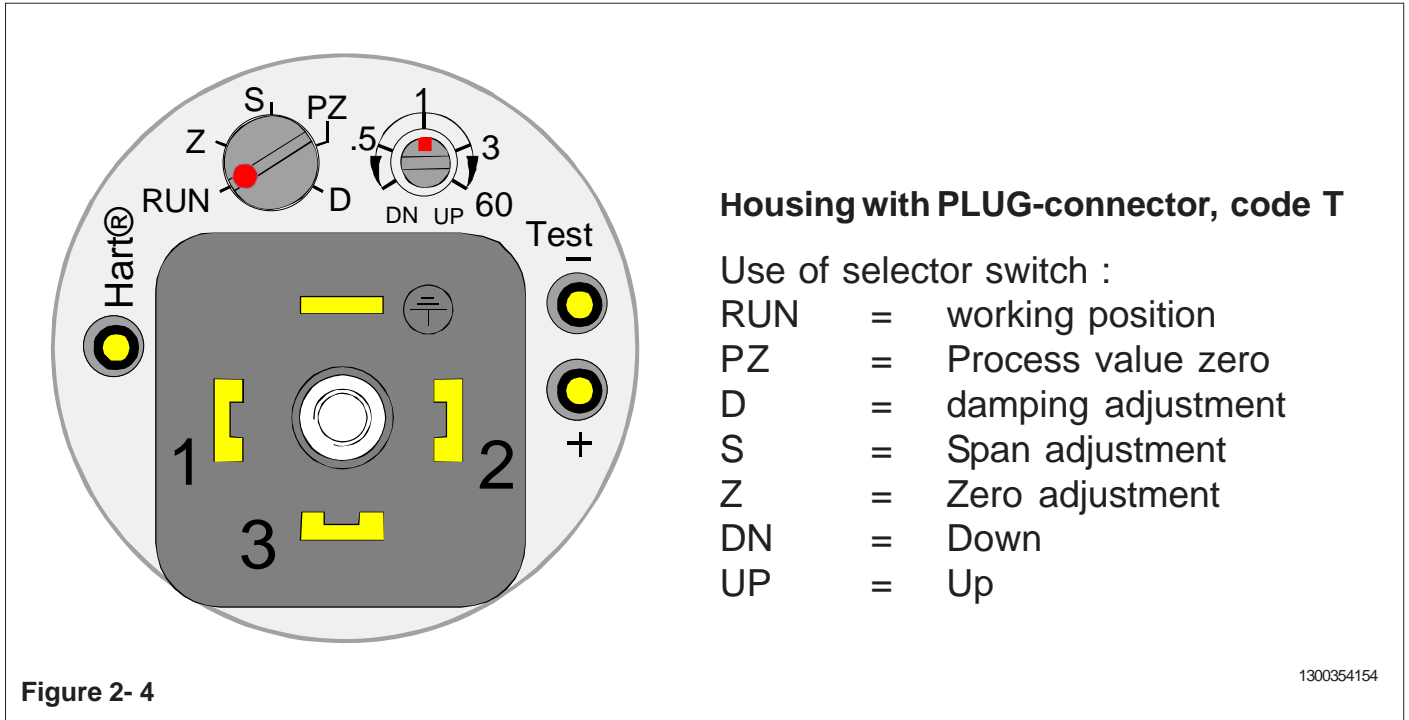 S PZ 1
Z .5 3
RUN D DN UP 60
Hart® Test
–
+
1 2
3
Housing with PLUG-connector, code T
Use of selector switch :
RUN = working position
PZ = Process value zero
D = damping adjustment
S = Span adjustment
Z = Zero adjustment
DN = Down
UP = Up
Figure 2- 4
1300354154